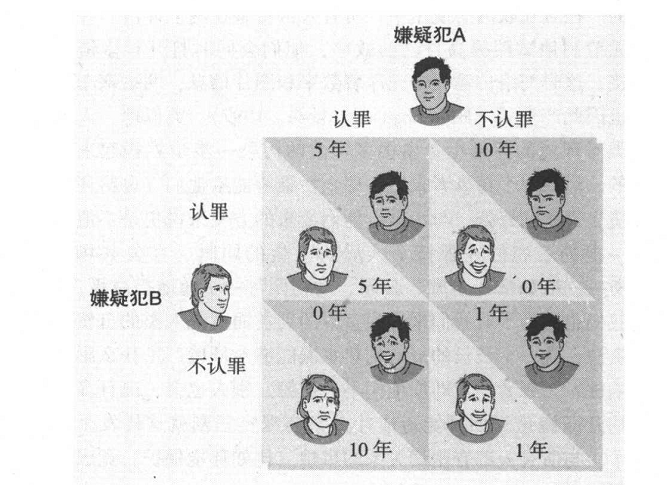 嫌疑犯A
认罪 不认罪
5年 10年
认罪
5年 0年
嫌疑犯B
0年 1年
不认罪
10年 1年